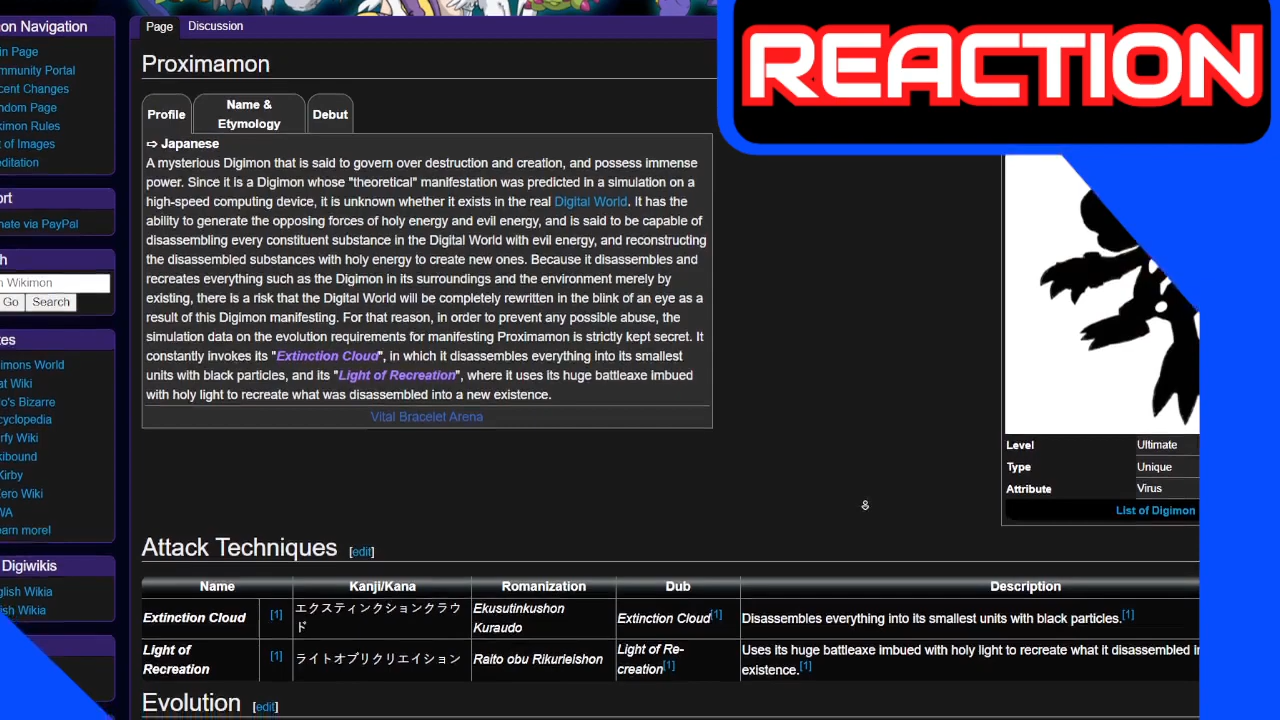 on Navigation
in Page
mmunity Portal
cent Changes
ndom Page
kimon Rules
t of Images
editation
ort
nate via PayPal
ch
n Wikimon
Go Search
tes
imons World
at Wiki
o's Bizarre
cyclopedia
rfy Wiki
kibound
Kirby
ero Wiki
WA
earn more!
Digiwikis
glish Wikia
ish Wikia
Page Discussion
Proximamon
Profile
Name &
Etymology
Debut
⇨ Japanese
A mysterious Digimon that is said to govern over destruction and creation, and possess immense
power. Since it is a Digimon whose "theoretical" manifestation was predicted in a simulation on a
high-speed computing device, it is unknown whether it exists in the real Digital World. It has the
ability to generate the opposing forces of holy energy and evil energy, and is said to be capable of
disassembling every constituent substance in the Digital World with evil energy, and reconstructing
the disassembled substances with holy energy to create new ones. Because it disassembles and
recreates everything such as the Digimon in its surroundings and the environment merely by
existing, there is a risk that the Digital World will be completely rewritten in the blink of an eye as a
result of this Digimon manifesting. For that reason, in order to prevent any possible abuse, the
simulation data on the evolution requirements for manifesting Proximamon is strictly kept secret. It
constantly invokes its "Extinction Cloud", in which it disassembles everything into its smallest
units with black particles, and its "Light of Recreation", where it uses its huge battleaxe imbued
with holy light to recreate what was disassembled into a new existence.
Vital Bracelet Arena
REACTION
Level Ultimate
Type Unique
Attribute Virus
List of Digimon
Attack Techniques [edit]
Name Kanji/Kana Romanization Dub Description
Extinction Cloud [1] エクスティンクションクラウ
ド
Ekusutinkushon
Kuraudo
Extinction Cloud[1] Disassembles everything into its smallest units with black particles.[1]
Light of
Recreation
[1] ライトオブリクリエイション Raito obu Rikurieishon
Light of Re-
creation[1]
Uses its huge battleaxe imbued with holy light to recreate what it disassembled in
existence.[1]
Evolution [edit]